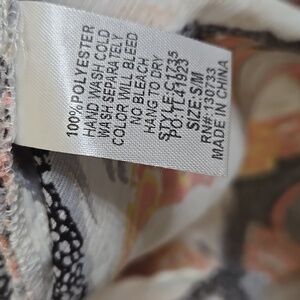 100%POLYESTER
HAND WASH COLD
WASH SEPARATELY
COLOR WILL BLEED
NO BLEACH
HANG TO DRY
SIZE:S/M
MADE IN CHINA